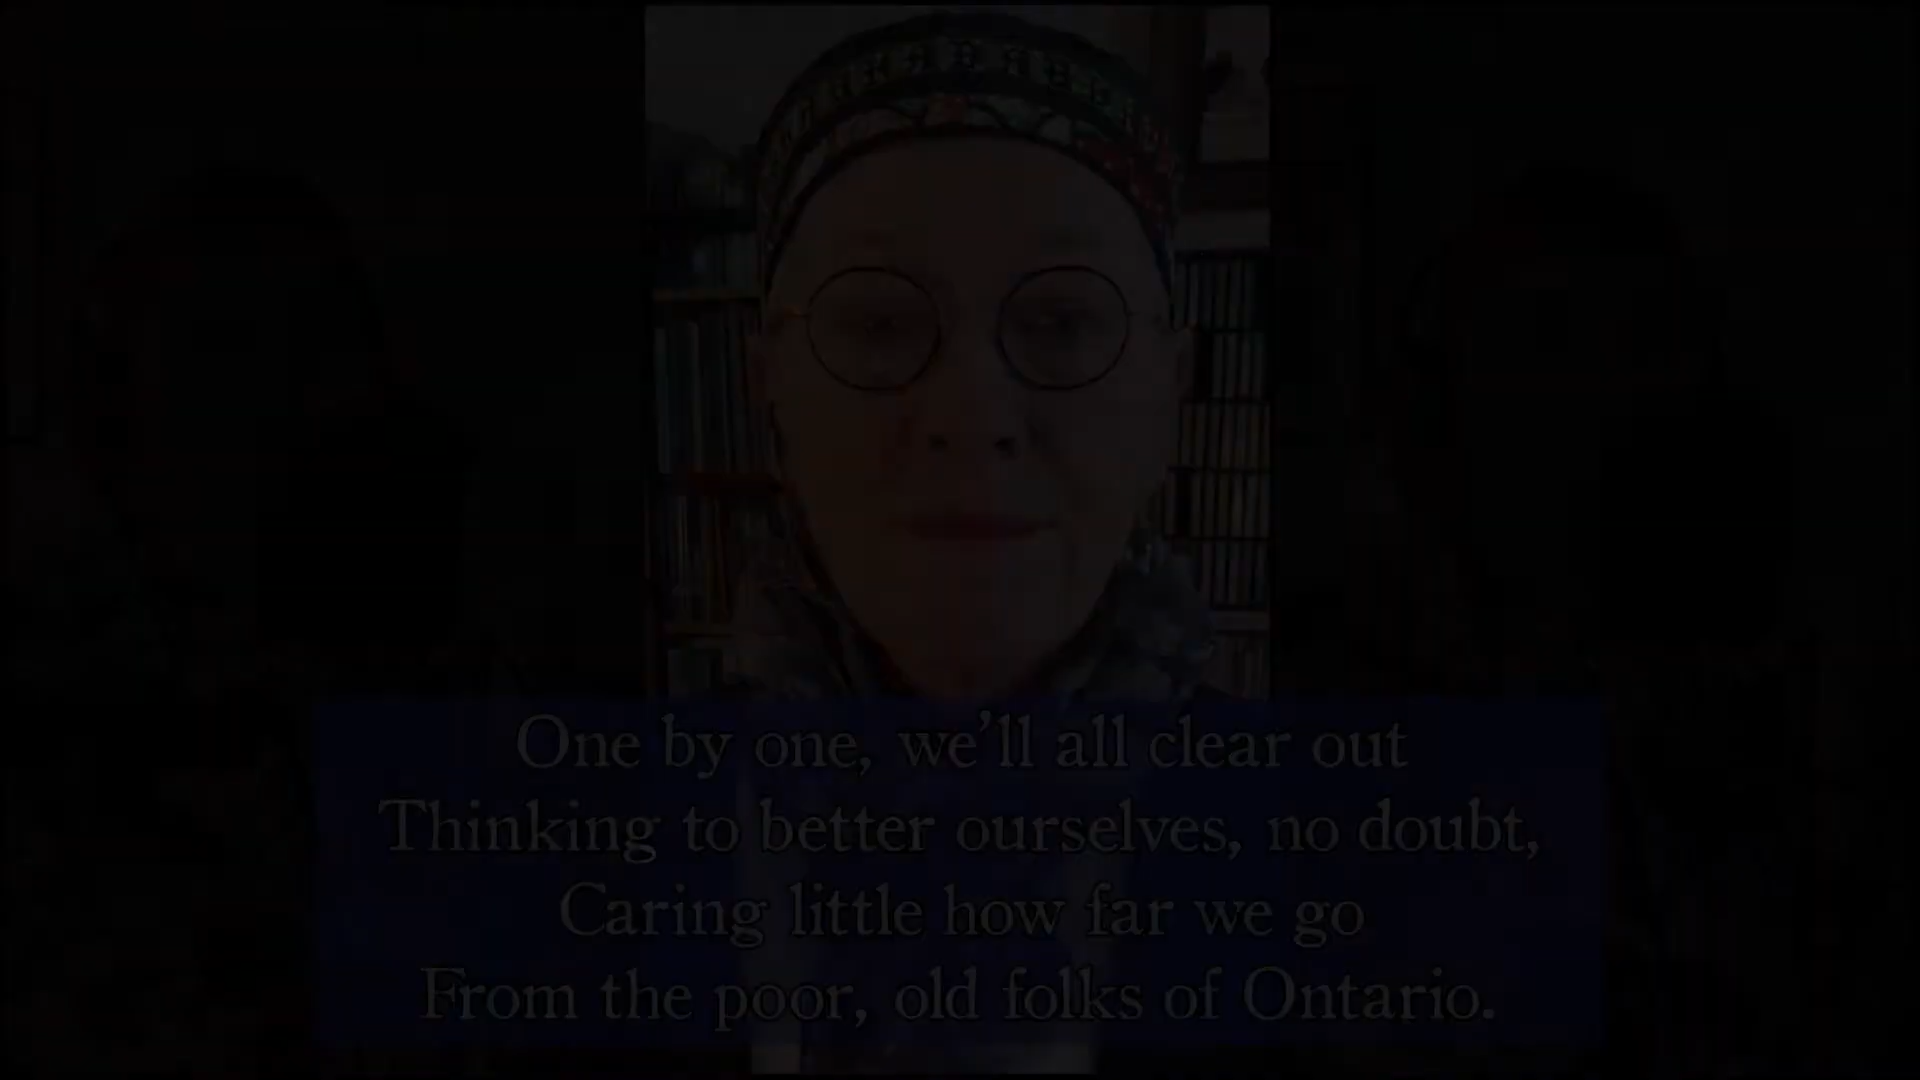 One by one, we'll all clear out
Thinking to better ourselves, no doubt,
Caring little how far we go
From the poor, old folks of Ontario.